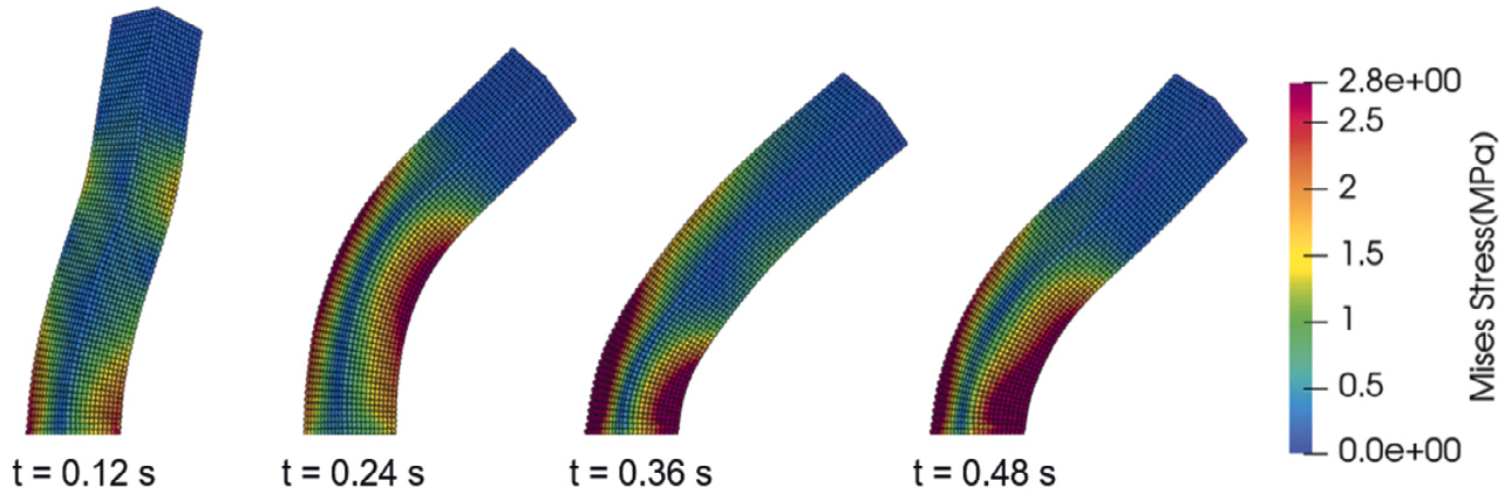 t = 0.12 s
t = 0.24 s
t = 0.36 s
t = 0.48 s
2.8e+00
2.5
2
1.5
1
0.5
0.0e+00
Mises Stress(MPa)